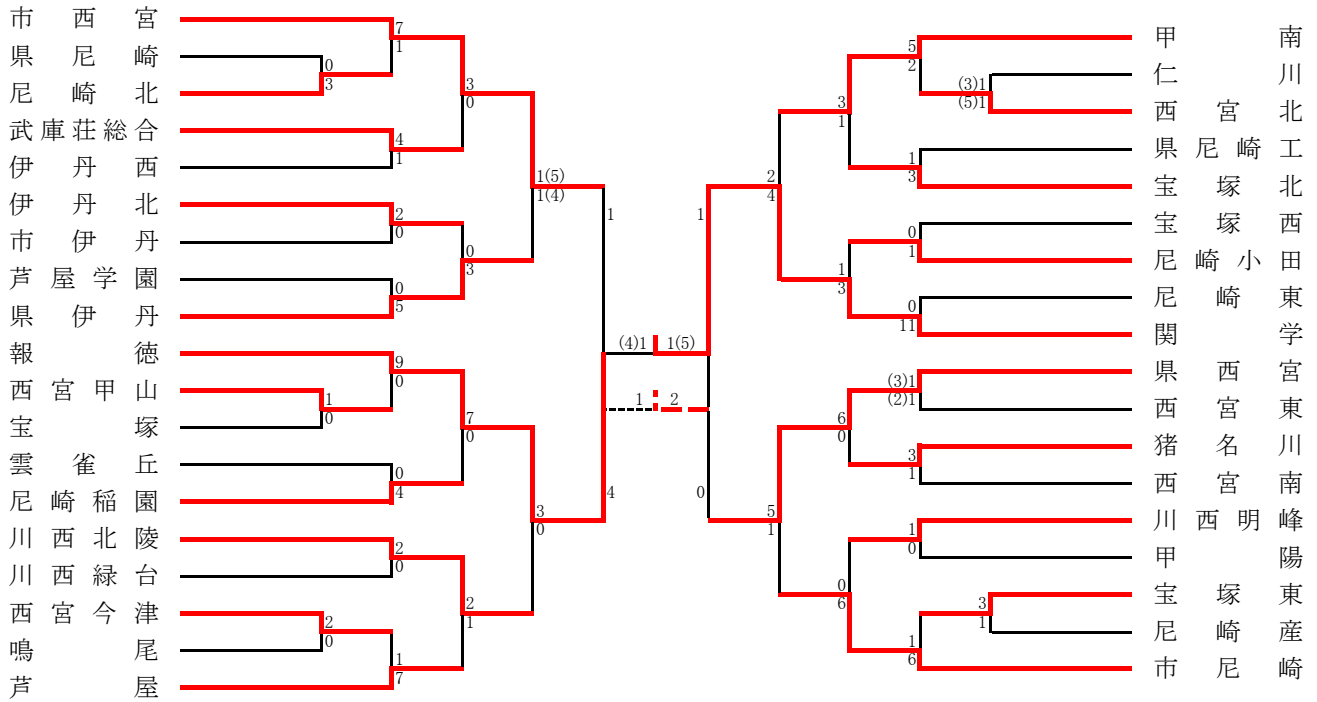 市西宮
県尼崎
尼崎北
武庫荘総合
伊丹西
伊丹北
市伊丹
芦屋学園
県伊丹
報徳
西宮甲山
宝塚
雲雀丘
尼崎稲園
川西北陵
川西緑台
西宮今津
鳴尾
芦屋
7
1
0
3
4
1
2
0
0
5
9
0
1
0
0
4
2
0
2
0
1
7
3
0
0
3
7
0
2
1
1(5)
1(4)
3
0
1
4
(4)1
1(5)
1
2
1
0
2
4
5
1
3
1
1
3
6
0
0
6
5
2
(3)1
(5)1
1
3
0
1
0
11
(3)1
(2)1
3
1
1
0
3
1
1
6
甲南
仁川
西宮北
県尼崎工
宝塚北
宝塚西
尼崎小田
尼崎東
関学
県西宮
西宮東
猪名川
西宮南
川西明峰
甲陽
宝塚東
尼崎産
市尼崎